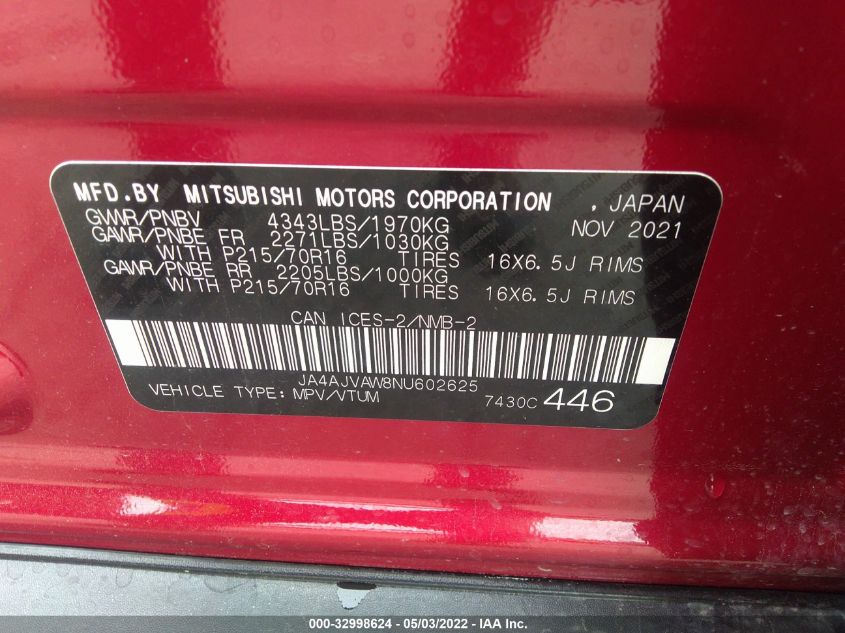 MFD.BY MITSUBISHI MOTORS CORPORATION , JAPAN
GVWR/PNBV 4343LBS/1970KG NOV 2021
GAWR/PNBE FR 2271LBS/1030KG
WITH P215/70R16 TIRES 16X6.5J RIMS
GAWR/PNBE RR 2205LBS/1000KG
WITH P215/70R16 TIRES 16X6.5J RIMS
CAN ICES-2/NMB-2
JA4AJVAW8NU602625
VEHICLE TYPE: MPV/VTUM 7430C 446
000-32998624 - 05/03/2022 - IAA Inc.